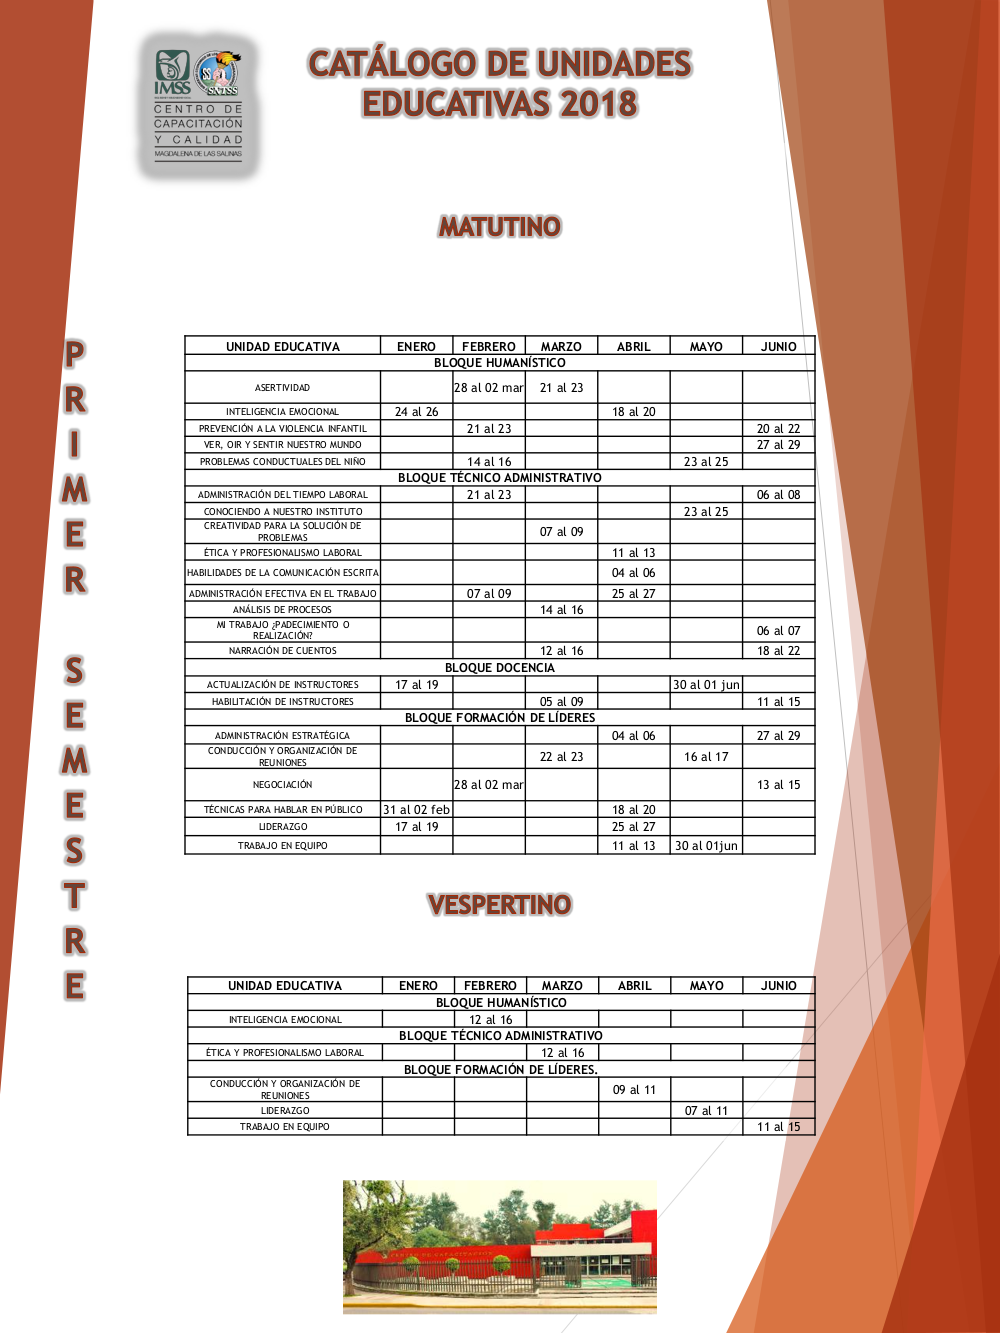 IMSS
SNTSS
CENTRO DE
CAPACITACIÓN
Y CALIDAD
MAGDALENA DE LAS SALINAS
CATÁLOGO DE UNIDADES
EDUCATIVAS 2018
MATUTINO
PRIMER SEMESTRE
UNIDAD EDUCATIVA ENERO FEBRERO MARZO ABRIL MAYO JUNIO
BLOQUE HUMANÍSTICO
ASERTIVIDAD 28 al 02 mar 21 al 23
INTELIGENCIA EMOCIONAL 24 al 26 18 al 20
PREVENCIÓN A LA VIOLENCIA INFANTIL 21 al 23 20 al 22
VER, OIR Y SENTIR NUESTRO MUNDO 27 al 29
PROBLEMAS CONDUCTUALES DEL NIÑO 14 al 16 23 al 25
BLOQUE TÉCNICO ADMINISTRATIVO
ADMINISTRACIÓN DEL TIEMPO LABORAL 21 al 23 06 al 08
CONOCIENDO A NUESTRO INSTITUTO 23 al 25
CREATIVIDAD PARA LA SOLUCIÓN DE
PROBLEMAS 07 al 09
ÉTICA Y PROFESIONALISMO LABORAL 11 al 13
HABILIDADES DE LA COMUNICACIÓN ESCRITA 04 al 06
ADMINISTRACIÓN EFECTIVA EN EL TRABAJO 07 al 09 25 al 27
ANÁLISIS DE PROCESOS 14 al 16
MI TRABAJO ¿PADECIMIENTO O
REALIZACIÓN? 06 al 07
NARRACIÓN DE CUENTOS 12 al 16 18 al 22
BLOQUE DOCENCIA
ACTUALIZACIÓN DE INSTRUCTORES 17 al 19 30 al 01 jun
HABILITACIÓN DE INSTRUCTORES 05 al 09 11 al 15
BLOQUE FORMACIÓN DE LÍDERES
ADMINISTRACIÓN ESTRATÉGICA 04 al 06 27 al 29
CONDUCCIÓN Y ORGANIZACIÓN DE
REUNIONES 22 al 23 16 al 17
NEGOCIACIÓN 28 al 02 mar 13 al 15
TÉCNICAS PARA HABLAR EN PÚBLICO 31 al 02 feb 18 al 20
LIDERAZGO 17 al 19 25 al 27
TRABAJO EN EQUIPO 11 al 13 30 al 01jun
VESPERTINO
UNIDAD EDUCATIVA ENERO FEBRERO MARZO ABRIL MAYO JUNIO
BLOQUE HUMANÍSTICO
INTELIGENCIA EMOCIONAL 12 al 16
BLOQUE TÉCNICO ADMINISTRATIVO
ÉTICA Y PROFESIONALISMO LABORAL 12 al 16
BLOQUE FORMACIÓN DE LÍDERES.
CONDUCCIÓN Y ORGANIZACIÓN DE
REUNIONES 09 al 11
LIDERAZGO 07 al 11
TRABAJO EN EQUIPO 11 al 15
CENTRO DE CAPACITACION